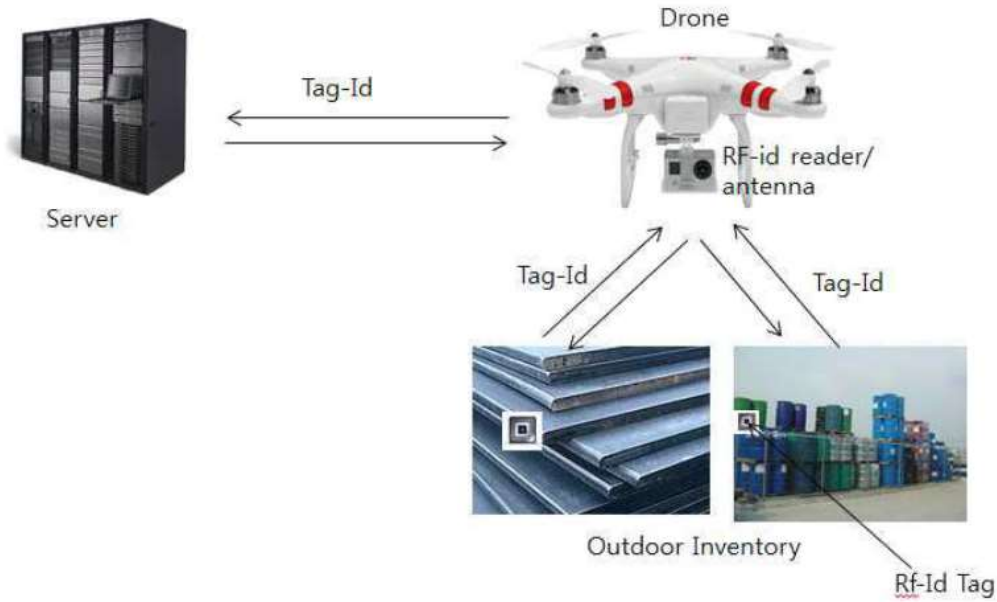 Drone
Tag-Id
RF-id reader/
antenna
Server
Tag-Id
Tag-Id
Outdoor Inventory
Rf-Id Tag